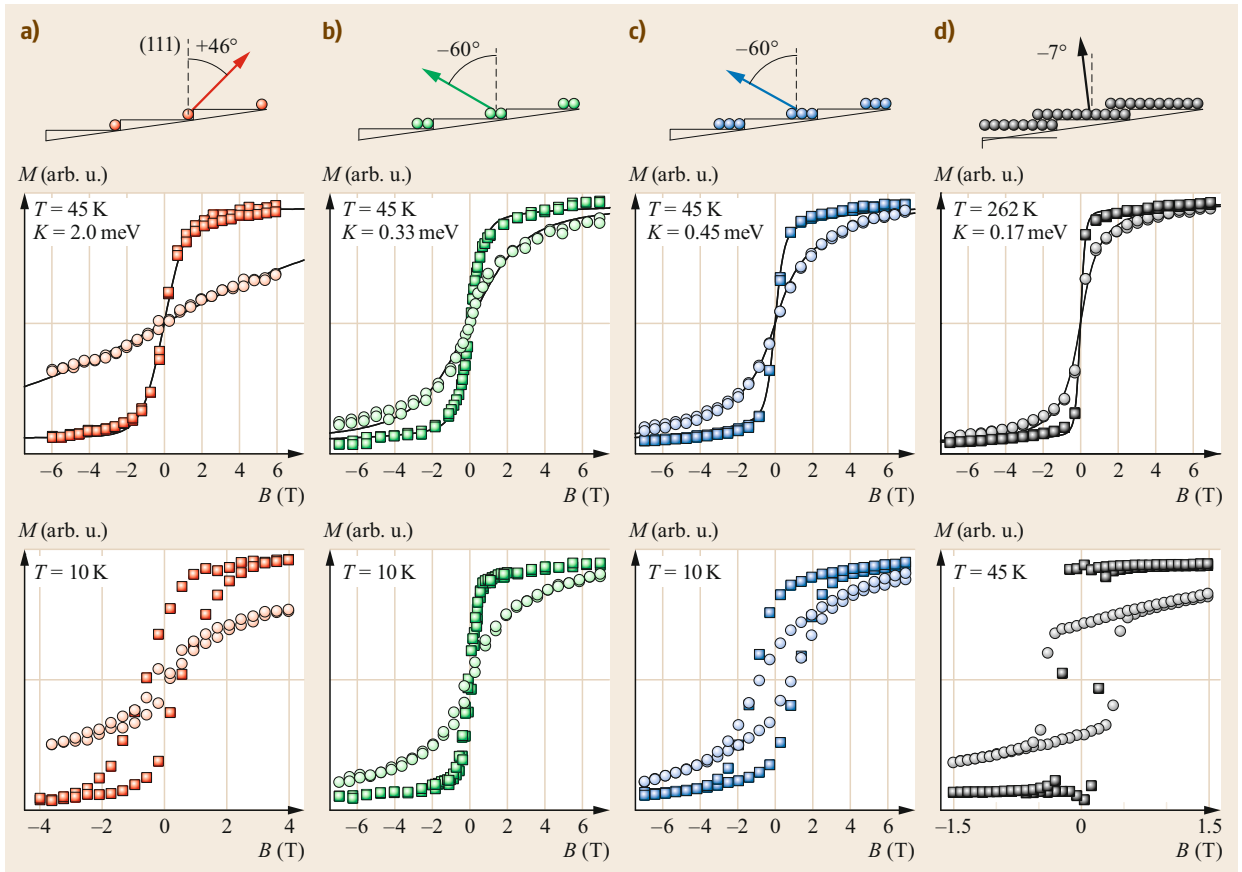 a)
b)
c)
d)
(111)
+46°
−60°
−60°
−7°
M (arb. u.)
M (arb. u.)
M (arb. u.)
M (arb. u.)
T = 45 K
K = 2.0 meV
45 K
K = 0.33 meV
T = 45 K
K = 0.45 meV
T = 262 K
K = 0.17 meV
−6 −4 −2 0 2 4 6
B (T)
−6 −4 −2 0 2 4 6
B (T)
−6 −4 −2 0 2 4 6
B (T)
−6 −4 −2 0 2 4 6
B (T)
M (arb. u.)
M (arb. u.)
M (arb. u.)
M (arb. u.)
T = 10 K
T = 10 K
T = 10 K
T = 45 K
−4 −2 0 2 4
B (T)
−6 −4 −2 0 2 4 6
B (T)
−6 −4 −2 0 2 4 6
B (T)
−1.5 0 1.5
B (T)